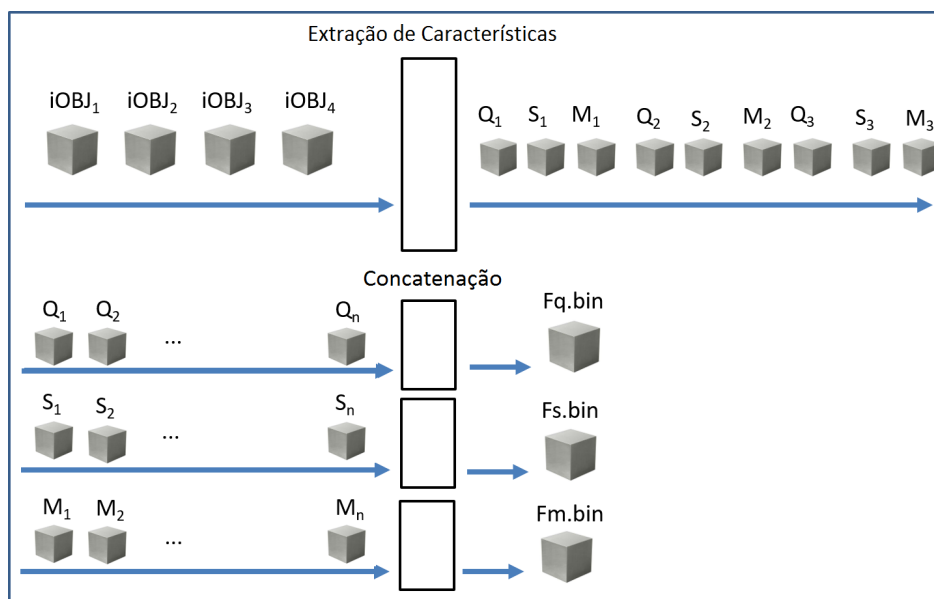 Extração de Características
iOBJ₁ iOBJ₂ iOBJ₃ iOBJ₄
Q₁ S₁ M₁ Q₂ S₂ M₂ Q₃ S₃ M₃
Concatenação
Q₁ Q₂ ... Qₙ
Fq.bin
S₁ S₂ ... Sₙ
Fs.bin
M₁ M₂ ... Mₙ
Fm.bin